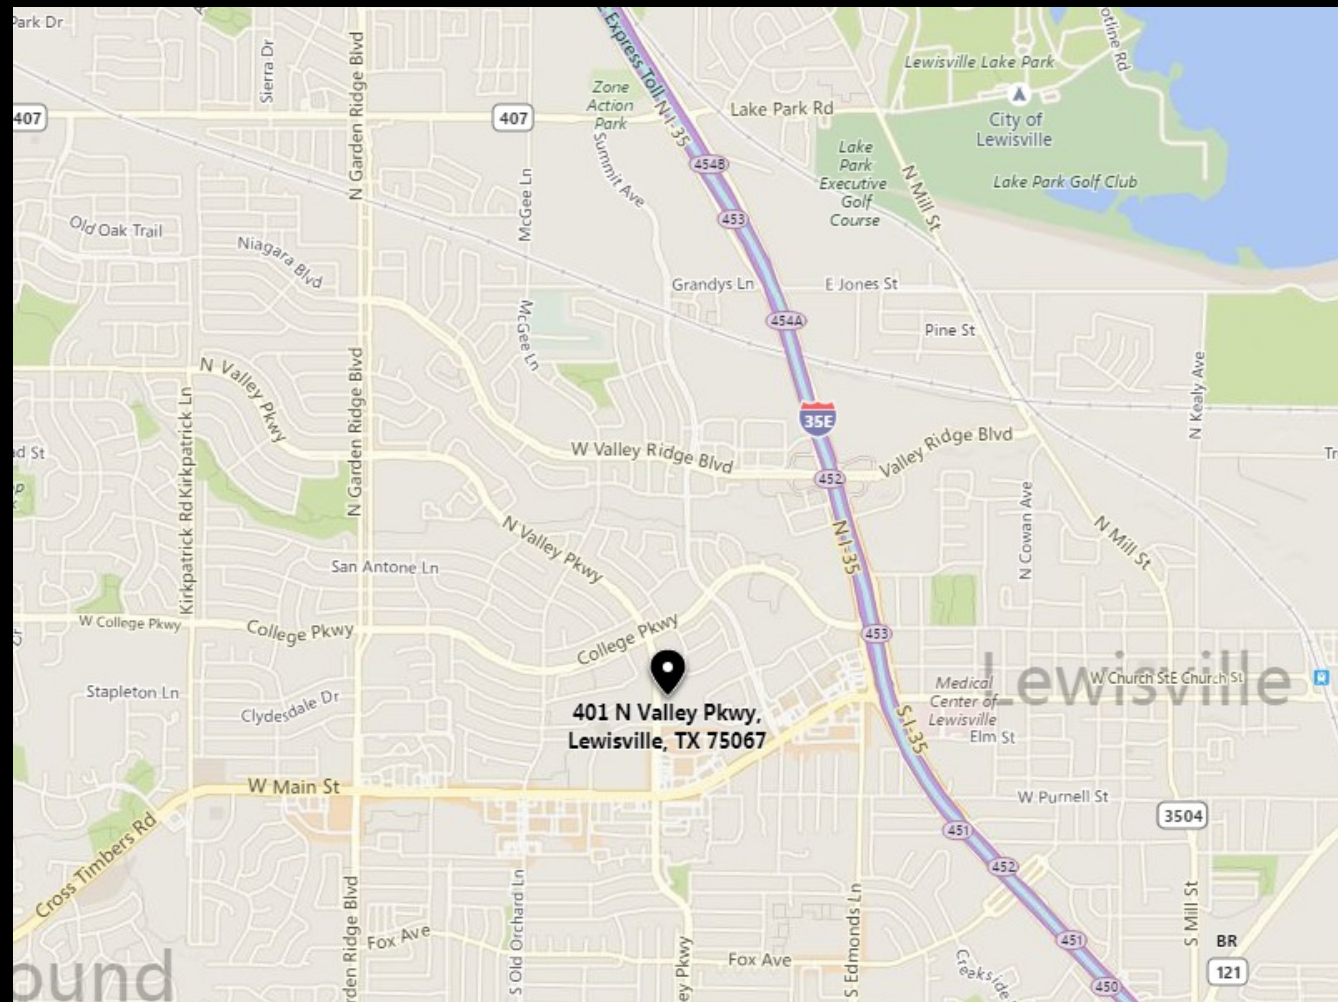 Park Dr
Sierra Dr
N Garden Ridge Blvd
407
407
Zone
Action
Park
Express Toll
N I-35
Lake Park Rd
Lewisville Lake Park
City of
Lewisville
Lake
Park
Executive
Golf
Course
Lake Park Golf Club
N Mill St
454B
453
Summit Ave
McGee Ln
Old Oak Trail
Niagara Blvd
Grandys Ln
E Jones St
454A
Pine St
McGee Ln
N Valley Pkwy
N Garden Ridge Blvd
Kirkpatrick Ln
Kirkpatrick Rd
35E
N Kealy Ave
W Valley Ridge Blvd
Valley Ridge Blvd
452
N Garden Ridge Blvd
N Valley Pkwy
N I-35
N Cowan Ave
N Mill St
San Antone Ln
W College Pkwy
College Pkwy
College Pkwy
453
Lewisville
W Church St
E Church St
Medical
Center of
Lewisville
Elm St
S I-35
Stapleton Ln
Clydesdale Dr
401 N Valley Pkwy,
Lewisville, TX 75067
W Main St
W Purnell St
3504
451
452
Cross Timbers Rd
S Old Orchard Ln
S Edmonds Ln
S Mill St
Fox Ave
Fox Ave
451
450
BR
121